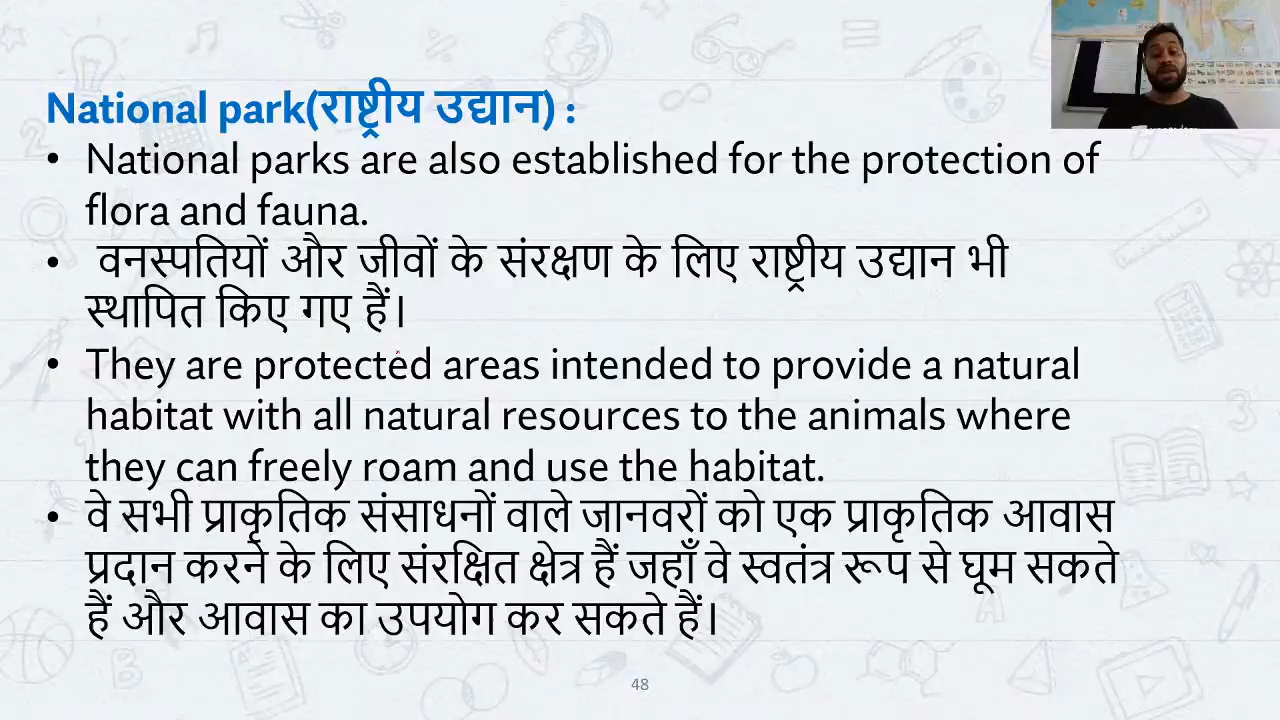 National park(राष्ट्रीय उद्यान) :
• National parks are also established for the protection of
flora and fauna.
• वनस्पतियों और जीवों के संरक्षण के लिए राष्ट्रीय उद्यान भी
स्थापित किए गए हैं।
• They are protected areas intended to provide a natural
habitat with all natural resources to the animals where
they can freely roam and use the habitat.
• वे सभी प्राकृतिक संसाधनों वाले जानवरों को एक प्राकृतिक आवास
प्रदान करने के लिए संरक्षित क्षेत्र हैं जहाँ वे स्वतंत्र रूप से घूम सकते
हैं और आवास का उपयोग कर सकते हैं।
48